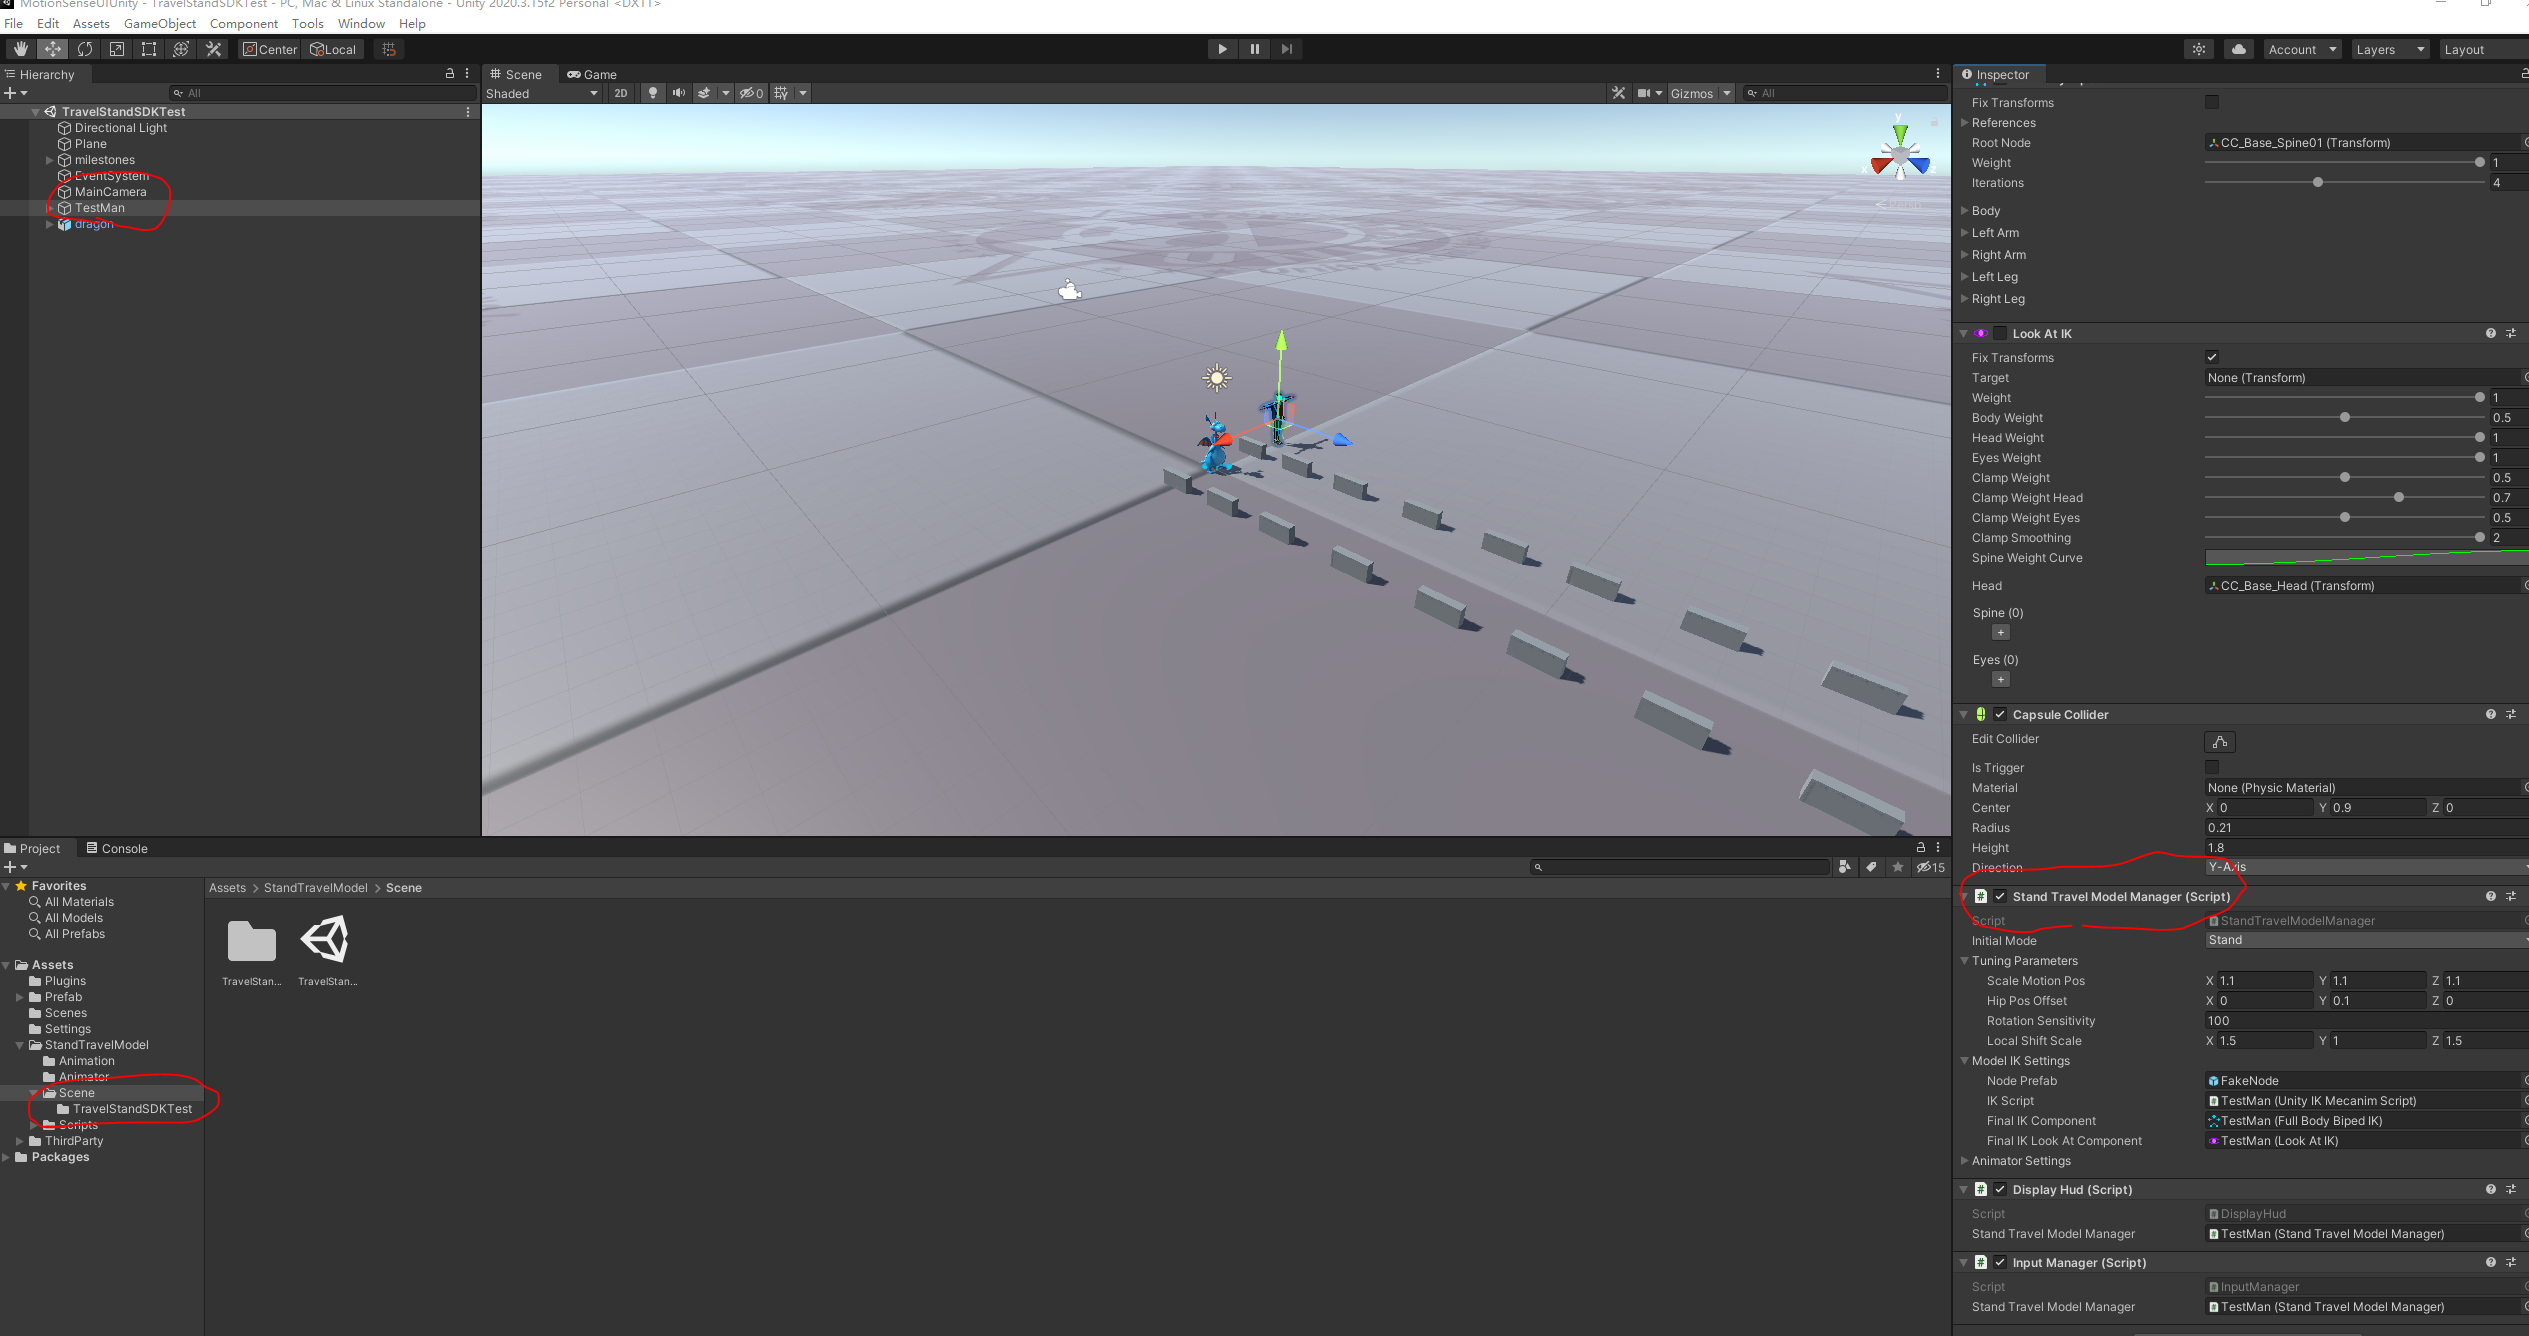 MotionSenseUIUnity - TravelStandSDKTest - PC, Mac & Linux Standalone - Unity 2020.3.15f2 Personal <DX11>
File Edit Assets GameObject Component Tools Window Help
Center Local Account Layers Layout
Hierarchy
All
TravelStandSDKTest
Directional Light
Plane
milestones
EventSystem
MainCamera
TestMan
dragon
Scene Game
Shaded 2D 0 Gizmos All
y
x
z
Persp
Project Console
15
Favorites
All Materials
All Models
All Prefabs
Assets
Plugins
Prefab
Scenes
Settings
StandTravelModel
Animation
Animator
Scene
TravelStandSDKTest
Scripts
ThirdParty
Packages
Assets > StandTravelModel > Scene
TravelStan... TravelStan...
Inspector
Fix Transforms
References
Root Node CC_Base_Spine01 (Transform)
Weight 1
Iterations 4
Body
Left Arm
Right Arm
Left Leg
Right Leg
Look At IK
Fix Transforms
Target None (Transform)
Weight 1
Body Weight 0.5
Head Weight 1
Eyes Weight 1
Clamp Weight 0.5
Clamp Weight Head 0.7
Clamp Weight Eyes 0.5
Clamp Smoothing 2
Spine Weight Curve
Head CC_Base_Head (Transform)
Spine (0)
+
Eyes (0)
+
Capsule Collider
Edit Collider
Is Trigger
Material None (Physic Material)
Center X 0 Y 0.9 Z 0
Radius 0.21
Height 1.8
Direction Y-Axis
Stand Travel Model Manager (Script)
Script StandTravelModelManager
Initial Mode Stand
Tuning Parameters
Scale Motion Pos X 1.1 Y 1.1 Z 1.1
Hip Pos Offset X 0 Y 0.1 Z 0
Rotation Sensitivity 100
Local Shift Scale X 1.5 Y 1 Z 1.5
Model IK Settings
Node Prefab FakeNode
IK Script TestMan (Unity IK Mecanim Script)
Final IK Component TestMan (Full Body Biped IK)
Final IK Look At Component TestMan (Look At IK)
Animator Settings
Display Hud (Script)
Script DisplayHud
Stand Travel Model Manager TestMan (Stand Travel Model Manager)
Input Manager (Script)
Script InputManager
Stand Travel Model Manager TestMan (Stand Travel Model Manager)